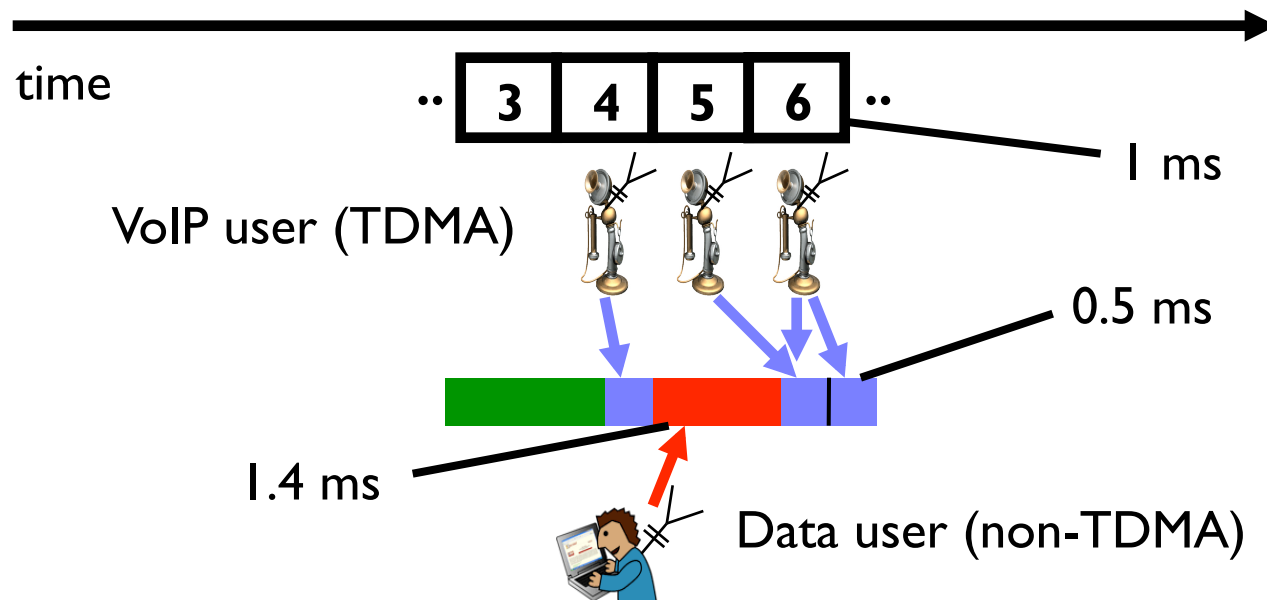 time
.. 3 4 5 6 ..
1 ms
VoIP user (TDMA)
0.5 ms
1.4 ms
Data user (non-TDMA)